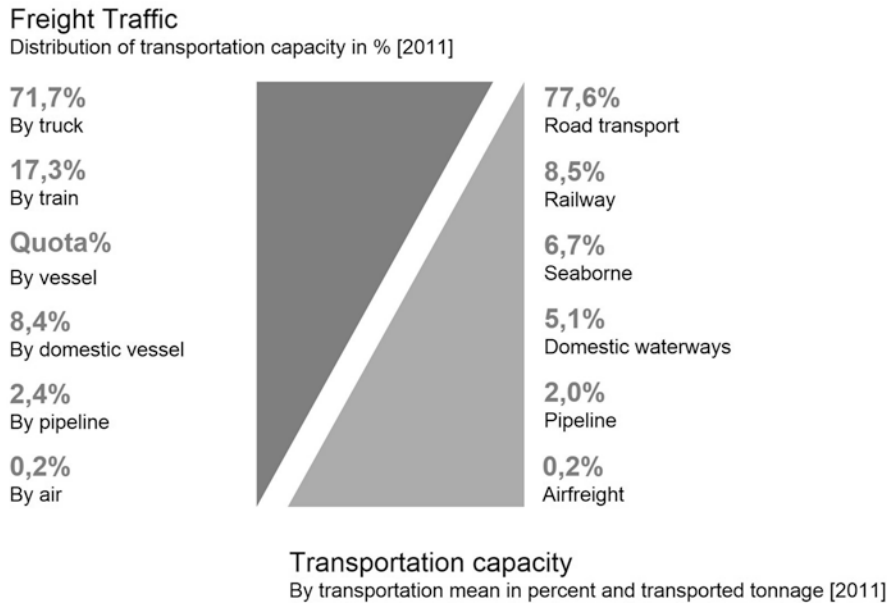 Freight Traffic
Distribution of transportation capacity in % [2011]
71,7%
By truck
17,3%
By train
Quota%
By vessel
8,4%
By domestic vessel
2,4%
By pipeline
0,2%
By air
77,6%
Road transport
8,5%
Railway
6,7%
Seaborne
5,1%
Domestic waterways
2,0%
Pipeline
0,2%
Airfreight
Transportation capacity
By transportation mean in percent and transported tonnage [2011]